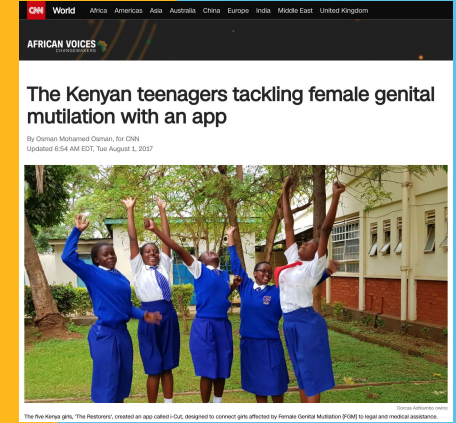 CNN World Africa Americas Asia Australia China Europe India Middle East United Kingdom
AFRICAN VOICES
CHANGEMAKERS
The Kenyan teenagers tackling female genital
mutilation with an app
By Osman Mohamed Osman, for CNN
Updated 6:54 AM EDT, Tue August 1, 2017
Dorcas Adhiambo owino
The five Kenya girls, 'The Restorers', created an app called i-Cut, designed to connect girls affected by Female Genital Mutilation (FGM) to legal and medical assistance.